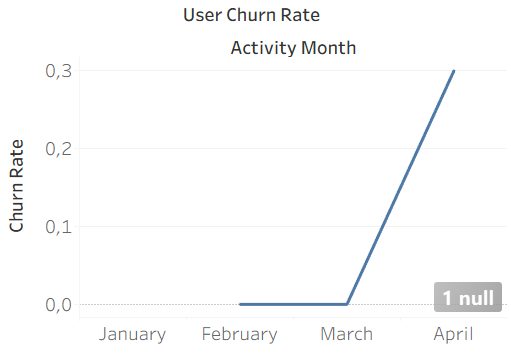 User Churn Rate
Activity Month
0,3
0,2
0,1
0,0
Churn Rate
1 null
January February March April